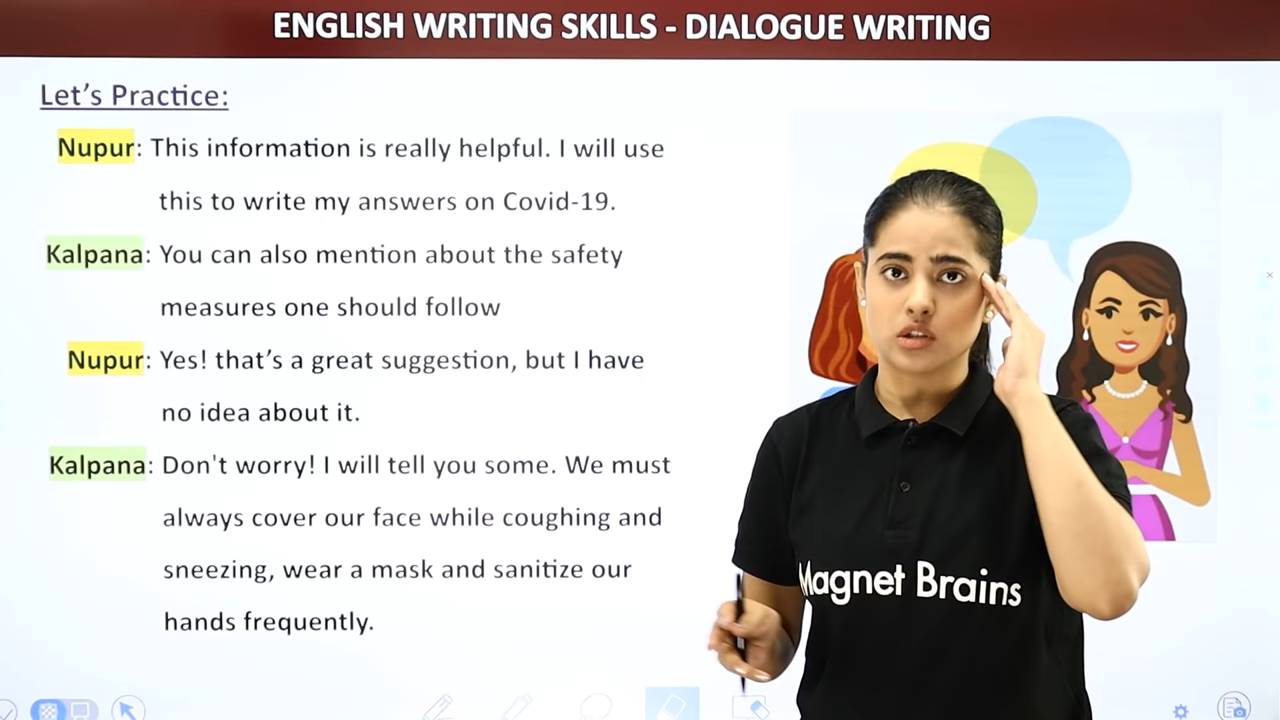 ENGLISH WRITING SKILLS - DIALOGUE WRITING
Let's Practice:
Nupur: This information is really helpful. I will use
this to write my answers on Covid-19.
Kalpana: You can also mention about the safety
measures one should follow
Nupur: Yes! that's a great suggestion, but I have
no idea about it.
Kalpana: Don't worry! I will tell you some. We must
always cover our face while coughing and
sneezing, wear a mask and sanitize our
hands frequently.
Magnet Brains